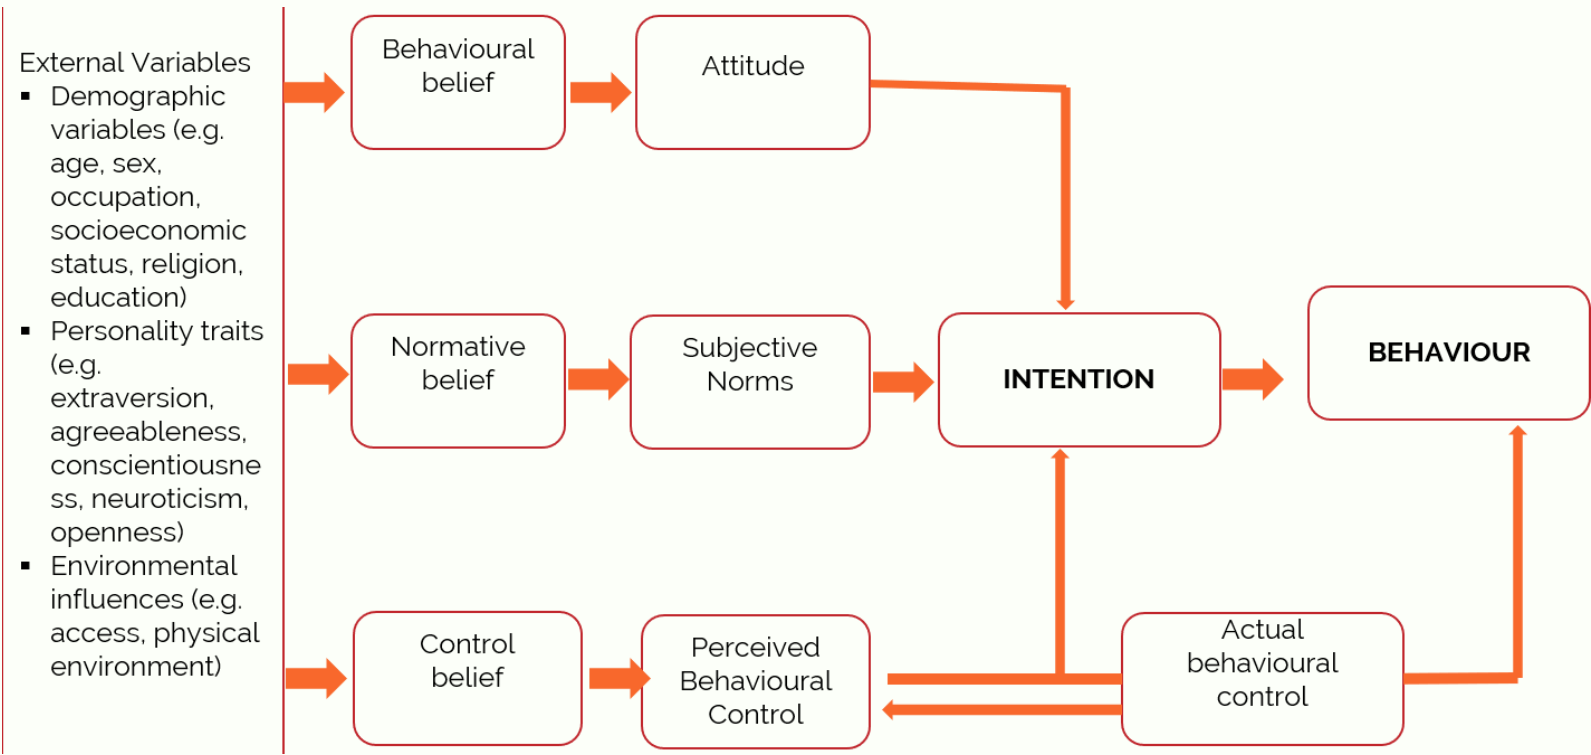 External Variables
▪ Demographic
variables (e.g.
age, sex,
occupation,
socioeconomic
status, religion,
education)
▪ Personality traits
(e.g.
extraversion,
agreeableness,
conscientiousne
ss, neuroticism,
openness)
▪ Environmental
influences (e.g.
access, physical
environment)
Behavioural
belief
Attitude
Normative
belief
Subjective
Norms
INTENTION
BEHAVIOUR
Control
belief
Perceived
Behavioural
Control
Actual
behavioural
control